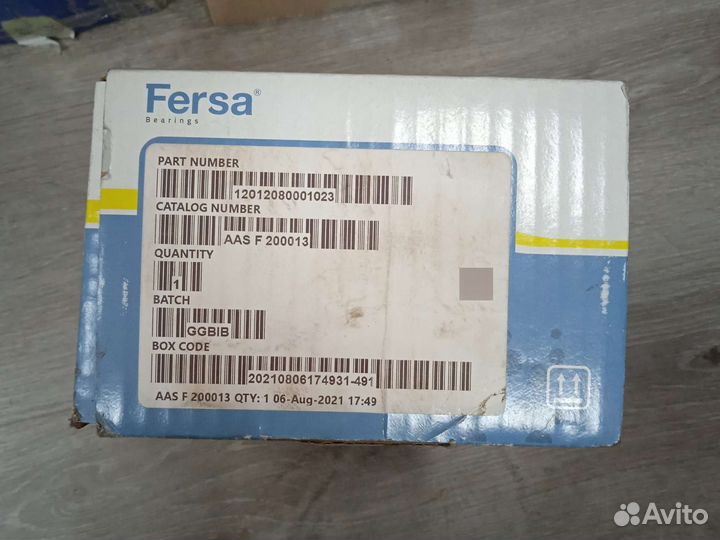 Fersa®
Bearings
PART NUMBER
12012080001023
CATALOG NUMBER
AAS F 200013
QUANTITY
1
BATCH
GGBIB
BOX CODE
20210806174931-491
AAS F 200013 QTY: 1 06-Aug-2021 17:49
Avito